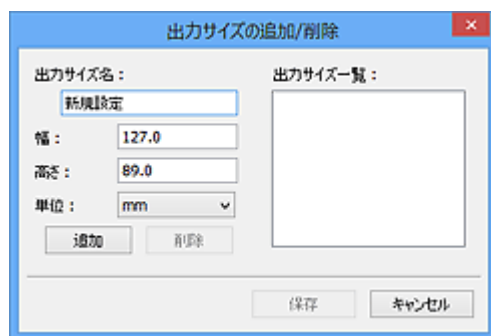 出力サイズの追加/削除
出力サイズ名：
新規設定
幅：
127.0
高さ：
89.0
単位：
mm
追加
削除
出力サイズ一覧：
保存
キャンセル